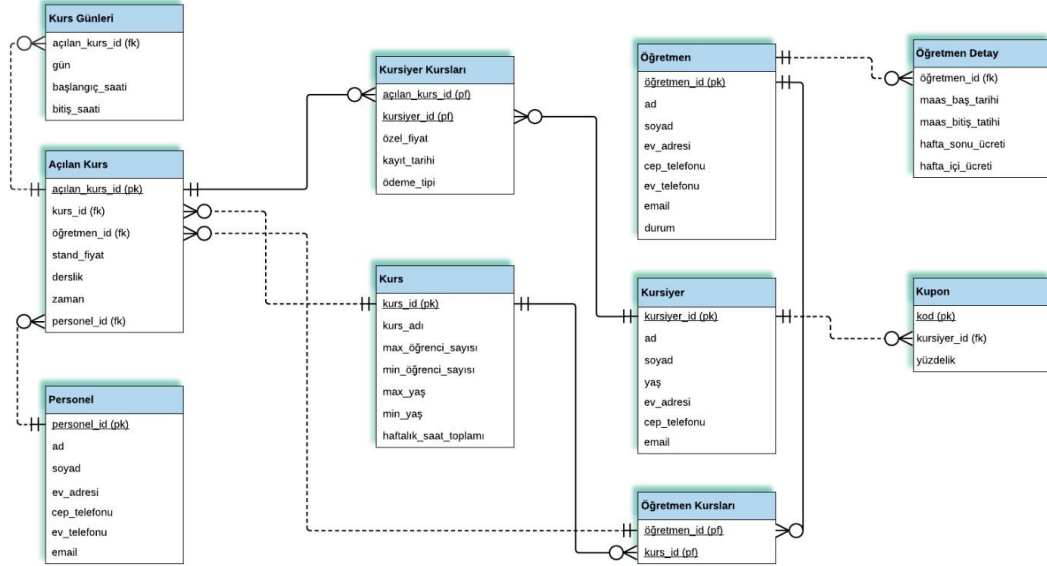 Kurs Günleri
açılan_kurs_id (fk)
gün
başlangıç_saati
bitiş_saati
Açılan Kurs
açılan_kurs_id (pk)
kurs_id (fk)
öğretmen_id (fk)
stand_fiyat
derslik
zaman
personel_id (fk)
Personel
personel_id (pk)
ad
soyad
ev_adresi
cep_telefonu
ev_telefonu
email
Kursiyer Kursları
açılan_kurs_id (pf)
kursiyer_id (pf)
özel_fiyat
kayıt_tarihi
ödeme_tipi
Kurs
kurs_id (pk)
kurs_adı
max_öğrenci_sayısı
min_öğrenci_sayısı
max_yaş
min_yaş
haftalık_saat_toplamı
Öğretmen
öğretmen_id (pk)
ad
soyad
ev_adresi
cep_telefonu
ev_telefonu
email
durum
Kursiyer
kursiyer_id (pk)
ad
soyad
yaş
ev_adresi
cep_telefonu
email
Öğretmen Kursları
öğretmen_id (pf)
kurs_id (pf)
Öğretmen Detay
öğretmen_id (fk)
maas_baş_tarihi
maas_bitiş_tatihi
hafta_sonu_ücreti
hafta_içi_ücreti
Kupon
kod (pk)
kursiyer_id (fk)
yüzdelik